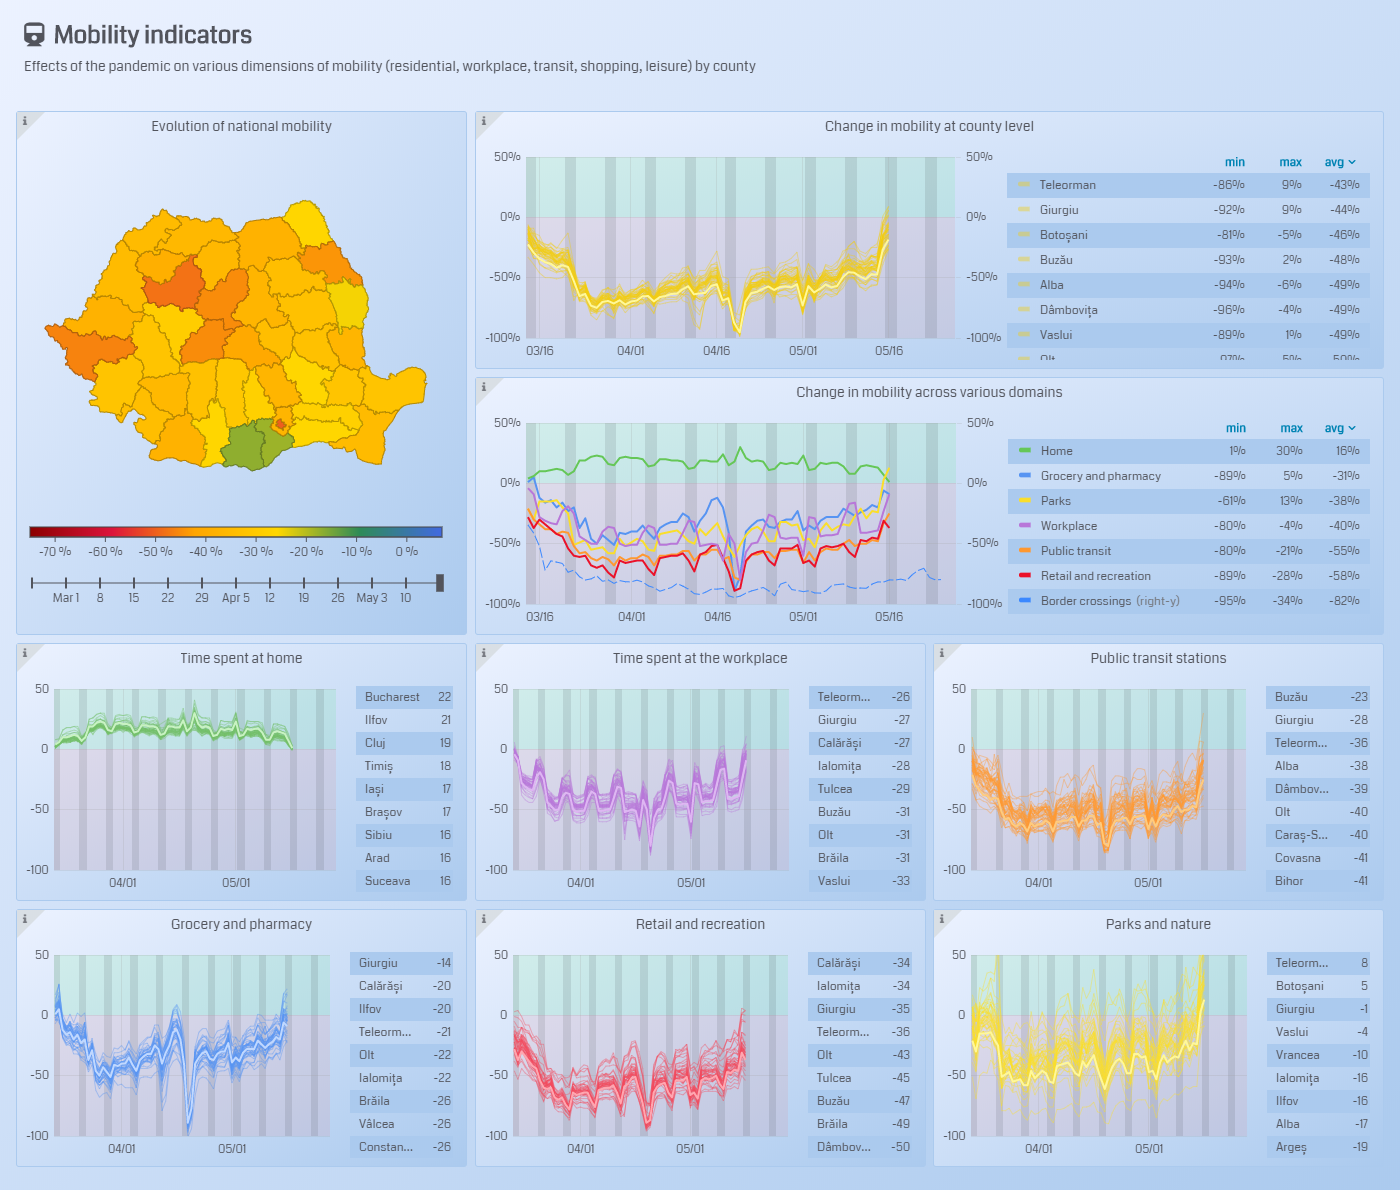 Mobility indicators
Effects of the pandemic on various dimensions of mobility (residential, workplace, transit, shopping, leisure) by county
Evolution of national mobility
-70 % -60 % -50 % -40 % -30 % -20 % -10 % 0 %
Mar 1 8 15 22 29 Apr 5 12 19 26 May 3 10
Change in mobility at county level
50% 50%
0% 0%
-50% -50%
-100% -100%
03/16 04/01 04/16 05/01 05/16
min max avg
Teleorman -86% 9% -43%
Giurgiu -92% 9% -44%
Botoșani -81% -5% -46%
Buzău -93% 2% -48%
Alba -94% -6% -49%
Dâmbovița -96% -4% -49%
Vaslui -89% 1% -49%
Olt -97% 5% -50%
Change in mobility across various domains
50% 50%
0% 0%
-50% -50%
-100% -100%
03/16 04/01 04/16 05/01 05/16
min max avg
Home 1% 30% 16%
Grocery and pharmacy -89% 5% -31%
Parks -61% 13% -38%
Workplace -80% -4% -40%
Public transit -80% -21% -55%
Retail and recreation -89% -28% -58%
Border crossings (right-y) -95% -34% -82%
Time spent at home
50
0
-50
-100
04/01 05/01
Bucharest 22
Ilfov 21
Cluj 19
Timiș 18
Iași 17
Brașov 17
Sibiu 16
Arad 16
Suceava 16
Time spent at the workplace
50
0
-50
-100
04/01 05/01
Teleorm... -26
Giurgiu -27
Calărăși -27
Ialomița -28
Tulcea -29
Buzău -31
Olt -31
Brăila -31
Vaslui -33
Public transit stations
50
0
-50
-100
04/01 05/01
Buzău -23
Giurgiu -28
Teleorm... -36
Alba -38
Dâmbov... -39
Olt -40
Caraș-S... -40
Covasna -41
Bihor -41
Grocery and pharmacy
50
0
-50
-100
04/01 05/01
Giurgiu -14
Calărăși -20
Ilfov -20
Teleorm... -21
Olt -22
Ialomița -22
Brăila -26
Vâlcea -26
Constan... -26
Retail and recreation
50
0
-50
-100
04/01 05/01
Calărăși -34
Ialomița -34
Giurgiu -35
Teleorm... -36
Olt -43
Tulcea -45
Buzău -47
Brăila -49
Dâmbov... -50
Parks and nature
50
0
-50
-100
04/01 05/01
Teleorm... 8
Botoșani 5
Giurgiu -1
Vaslui -4
Vrancea -10
Ialomița -16
Ilfov -16
Alba -17
Argeș -19